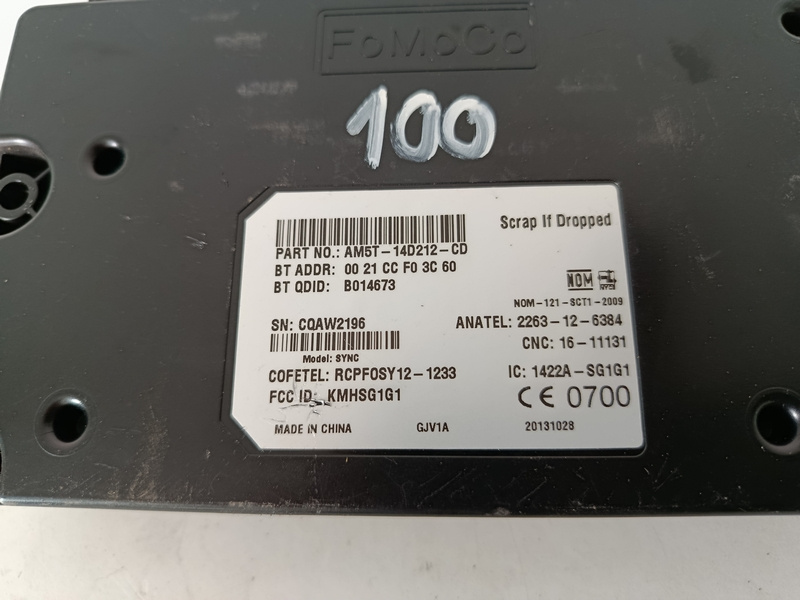 FoMoCo
100
Scrap If Dropped
PART NO.: AM5T-14D212-CD
BT ADDR: 00 21 CC F0 3C 60
BT QDID: B014673
NOM
NYCE
NOM-121-SCT1-2009
SN: CQAW2196
ANATEL: 2263-12-6384
Model: SYNC
CNC: 16-11131
COFETEL: RCPFOSY12-1233
IC: 1422A-SG1G1
FCC ID: KMHSG1G1
CE 0700
MADE IN CHINA
GJV1A
20131028